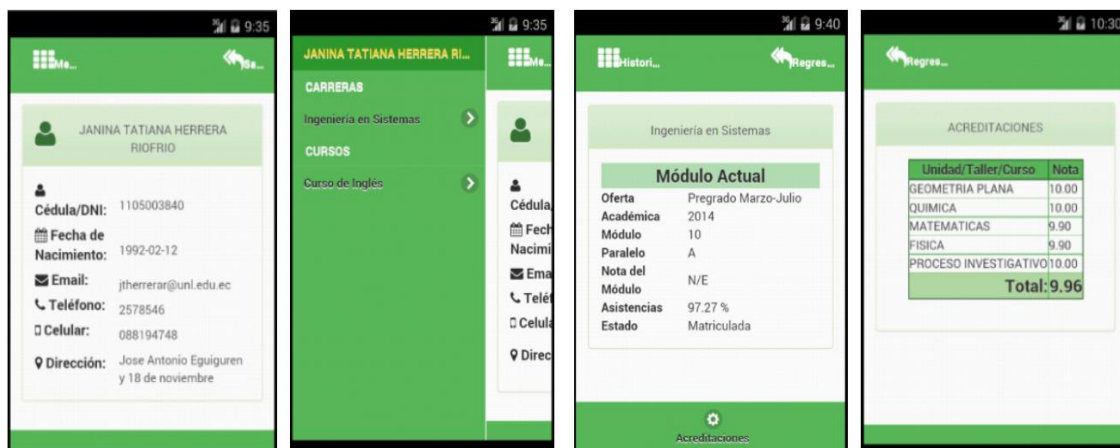 9:35
Me...
Se...
JANINA TATIANA HERRERA
RIOFRIO
Cédula/DNI: 1105003840
Fecha de
Nacimiento: 1992-02-12
Email: jtherrerar@unl.edu.ec
Teléfono: 2578546
Celular: 088194748
Dirección: Jose Antonio Eguiguren
y 18 de noviembre
9:35
JANINA TATIANA HERRERA RI...
Me...
CARRERAS
Ingeniería en Sistemas
CURSOS
Curso de Inglés
Cédula/
Fech
Nacimi
Ema
Teléf
Celula
Direc
9:40
Histori...
Regres...
Ingeniería en Sistemas
Módulo Actual
Oferta Pregrado Marzo-Julio
Académica 2014
Módulo 10
Paralelo A
Nota del
Módulo N/E
Asistencias 97.27 %
Estado Matriculada
Acreditaciones
10:30
Regres...
ACREDITACIONES
Unidad/Taller/Curso Nota
GEOMETRIA PLANA 10.00
QUIMICA 10.00
MATEMATICAS 9.90
FISICA 9.90
PROCESO INVESTIGATIVO 10.00
Total: 9.96